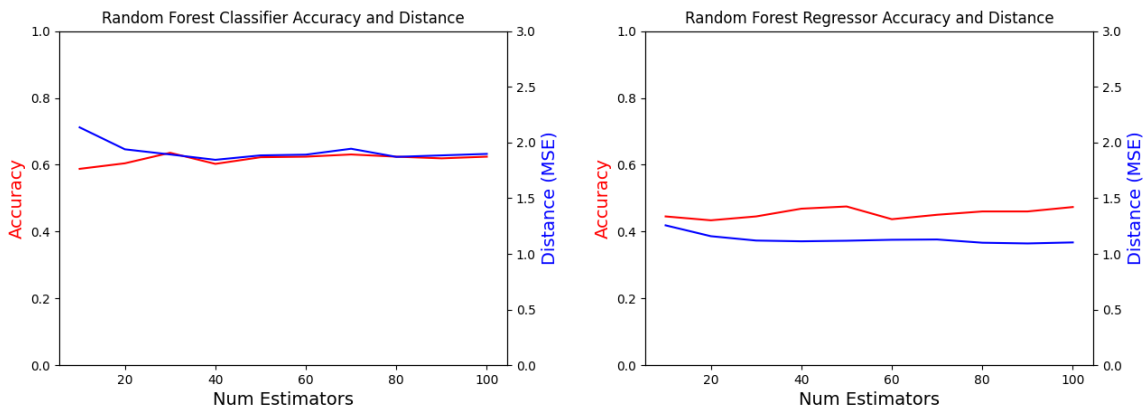 Random Forest Classifier Accuracy and Distance
1.0
0.8
0.6
0.4
0.2
0.0
Accuracy
3.0
2.5
2.0
1.5
1.0
0.5
0.0
Distance (MSE)
20 40 60 80 100
Num Estimators
Random Forest Regressor Accuracy and Distance
1.0
0.8
0.6
0.4
0.2
0.0
Accuracy
3.0
2.5
2.0
1.5
1.0
0.5
0.0
Distance (MSE)
20 40 60 80 100
Num Estimators